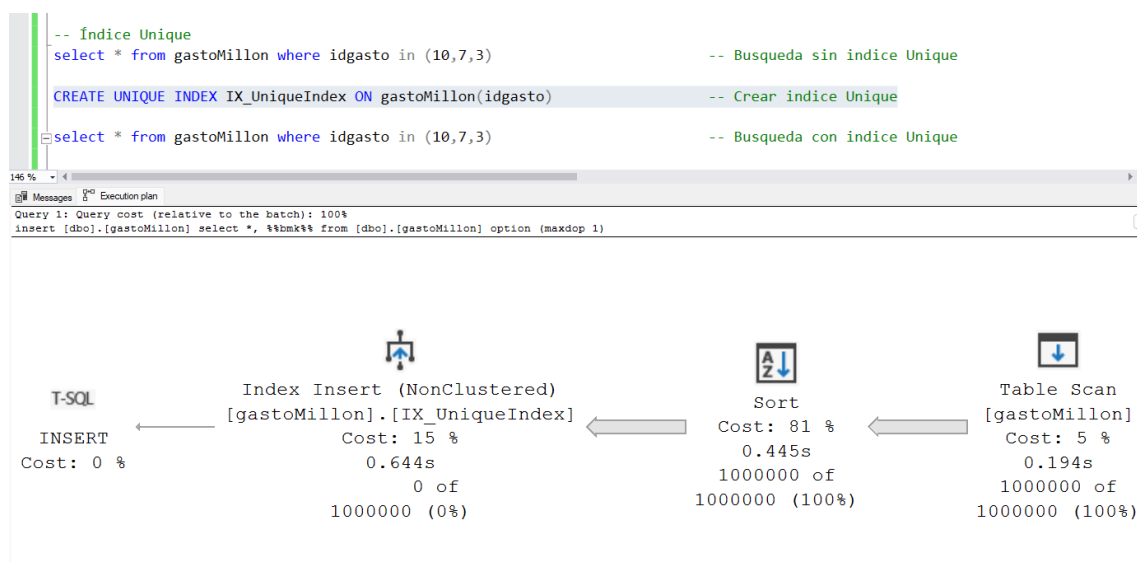 -- Índice Unique
select * from gastoMillon where idgasto in (10,7,3) -- Busqueda sin indice Unique
CREATE UNIQUE INDEX IX_UniqueIndex ON gastoMillon(idgasto) -- Crear indice Unique
select * from gastoMillon where idgasto in (10,7,3) -- Busqueda con indice Unique
146 %
Messages Execution plan
Query 1: Query cost (relative to the batch): 100%
insert [dbo].[gastoMillon] select *, %%bmk%% from [dbo].[gastoMillon] option (maxdop 1)
T-SQL
INSERT
Cost: 0 %
Index Insert (NonClustered)
[gastoMillon].[IX_UniqueIndex]
Cost: 15 %
0.644s
0 of
1000000 (0%)
Sort
Cost: 81 %
0.445s
1000000 of
1000000 (100%)
Table Scan
[gastoMillon]
Cost: 5 %
0.194s
1000000 of
1000000 (100%)